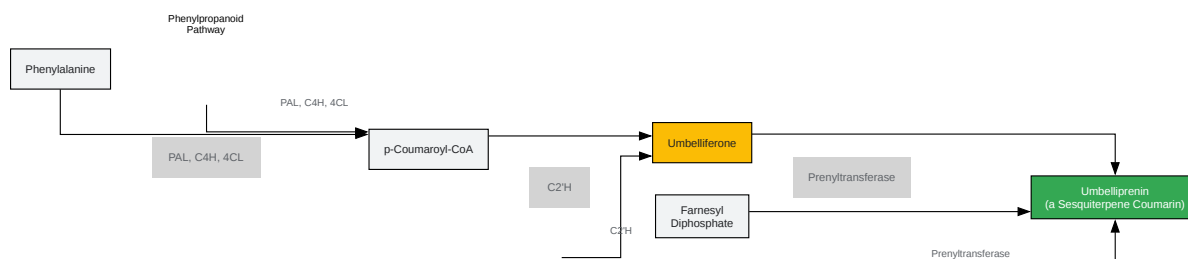 Phenylpropanoid
Pathway
Phenylalanine
PAL, C4H, 4CL
PAL, C4H, 4CL
p-Coumaroyl-CoA
Umbelliferone
C2'H
Prenyltransferase
Farnesyl
Diphosphate
Umbelliprenin
(a Sesquiterpene Coumarin)
C2'H
Prenyltransferase